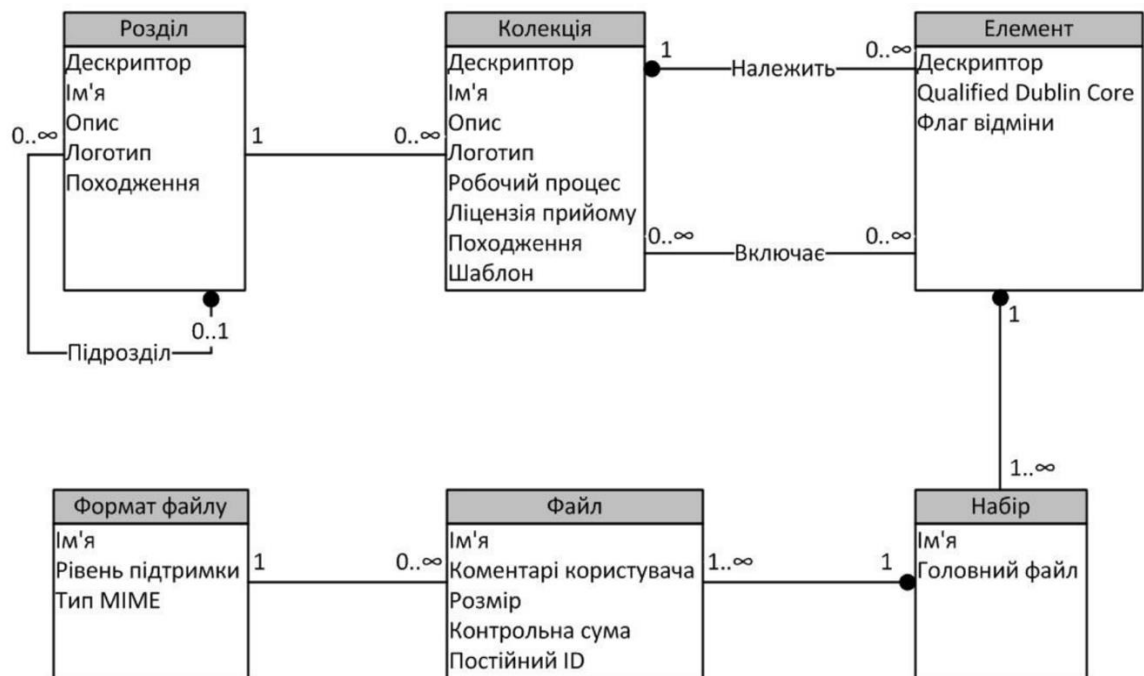 Розділ
Дескриптор
Ім'я
Опис
Логотип
Походження
0..∞
1
0..∞
0..1
Підрозділ
Колекція
Дескриптор
Ім'я
Опис
Логотип
Робочий процес
Ліцензія прийому
Походження
Шаблон
1
Належить
0..∞
0..∞
Включає
0..∞
Елемент
Дескриптор
Qualified Dublin Core
Флаг відміни
1
1..∞
Формат файлу
Ім'я
Рівень підтримки
Тип MIME
1
0..∞
Файл
Ім'я
Коментарі користувача
Розмір
Контрольна сума
Постійний ID
1..∞
1
Набір
Ім'я
Головний файл